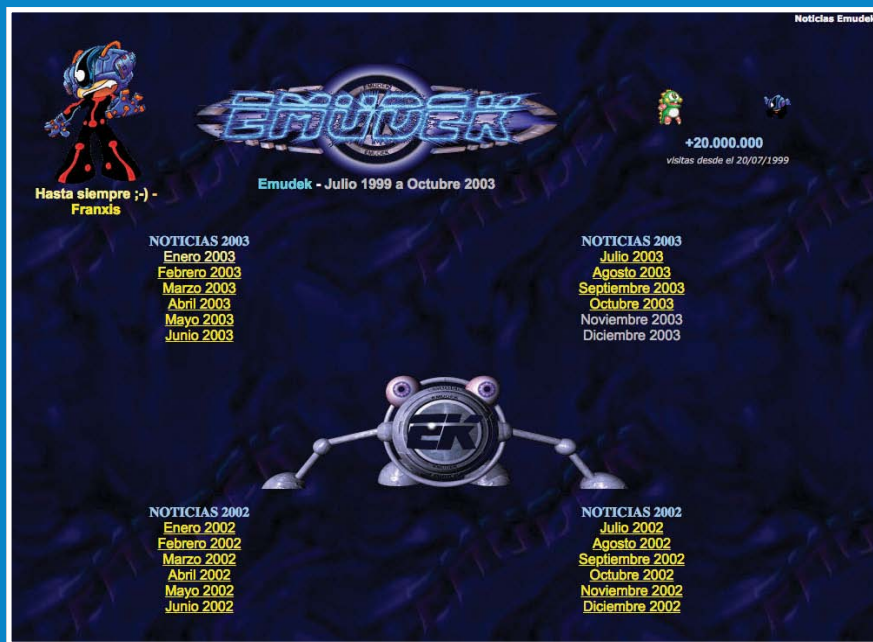 Noticias Emudek
EMUDEK
EMUDEK
EMUDEK
+20.000.000
visitas desde el 20/07/1999
Hasta siempre ;-) -
Franxis
Emudek - Julio 1999 a Octubre 2003
NOTICIAS 2003
Enero 2003
Febrero 2003
Marzo 2003
Abril 2003
Mayo 2003
Junio 2003
NOTICIAS 2003
Julio 2003
Agosto 2003
Septiembre 2003
Octubre 2003
Noviembre 2003
Diciembre 2003
EK
NOTICIAS 2002
Enero 2002
Febrero 2002
Marzo 2002
Abril 2002
Mayo 2002
Junio 2002
NOTICIAS 2002
Julio 2002
Agosto 2002
Septiembre 2002
Octubre 2002
Noviembre 2002
Diciembre 2002